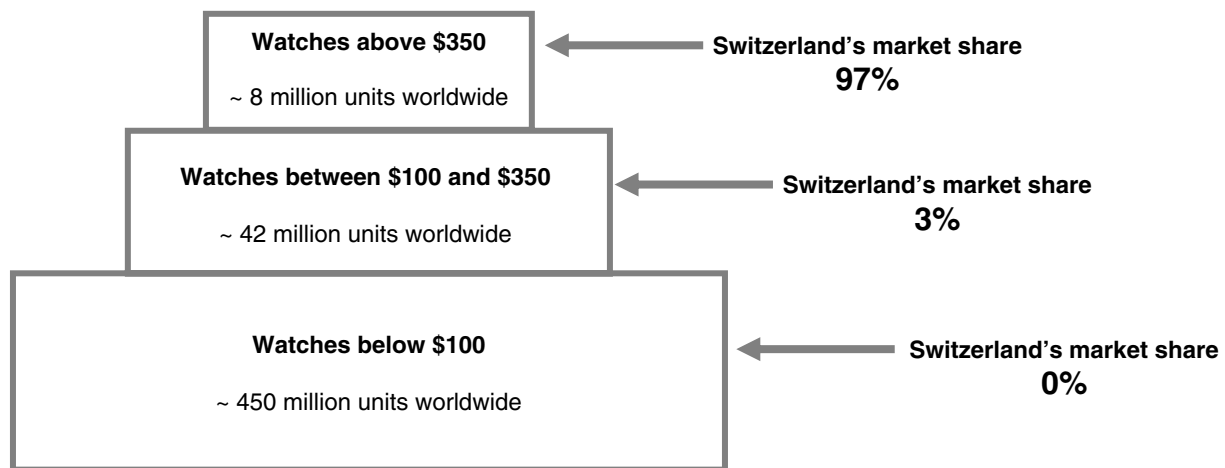 Watches above $350
~ 8 million units worldwide
Switzerland’s market share
97%
Watches between $100 and $350
~ 42 million units worldwide
Switzerland’s market share
3%
Watches below $100
~ 450 million units worldwide
Switzerland’s market share
0%